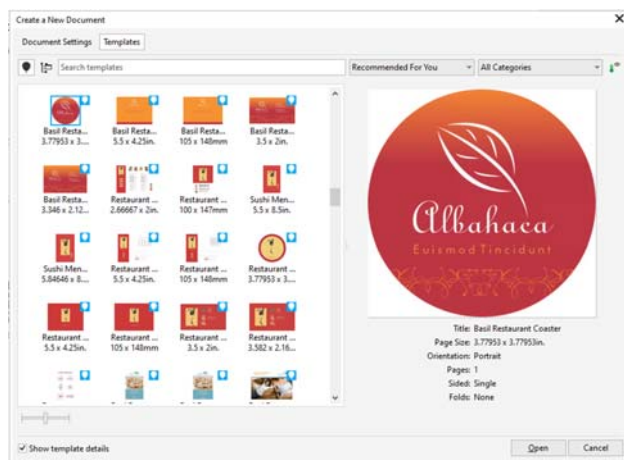 Create a New Document
Document Settings
Templates
Search templates
Recommended For You
All Categories
Basil Resta...
3.77953 x 3....
Basil Resta...
5.5 x 4.25in.
Basil Resta...
105 x 148mm
Basil Resta...
3.5 x 2in.
Basil Resta...
3.346 x 2.12...
Restaurant ...
2.66667 x 2in.
Restaurant ...
100 x 147mm
Sushi Men...
5.5 x 8.5in.
Sushi Men...
5.84646 x 8....
Restaurant ...
5.5 x 4.25in.
Restaurant ...
105 x 148mm
Restaurant ...
3.77953 x 3....
Restaurant ...
5.5 x 4.25in.
Restaurant ...
105 x 148mm
Restaurant ...
3.5 x 2in.
Restaurant ...
3.582 x 2.16...
Albahaca
Euismod Tincidunt
Title: Basil Restaurant Coaster
Page Size: 3.77953 x 3.77953in.
Orientation: Portrait
Pages: 1
Sided: Single
Folds: None
Show template details
Open
Cancel